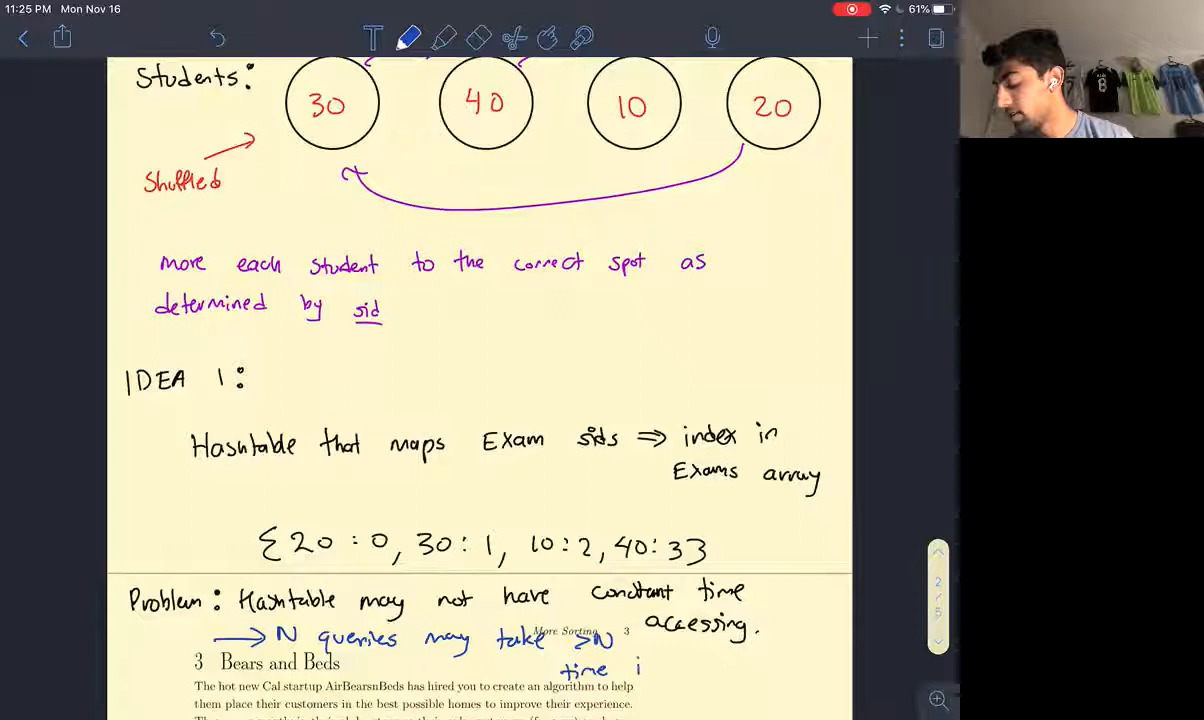 11:25 PM Mon Nov 16
61%
Students:
30 40 10 20
Shuffled
move each student to the correct spot as
determined by sid
IDEA 1:
Hashtable that maps Exam sids ⇒ index in
Exams array
{20:0, 30:1, 10:2, 40:3}
Problem: Hashtable may not have constant time
accessing.
→ N queries may take >N
time i
More Sorting 3
3 Bears and Beds
The hot new Cal startup AirBearsnBeds has hired you to create an algorithm to help
them place their customers in the best possible homes to improve their experience.
2/5
8